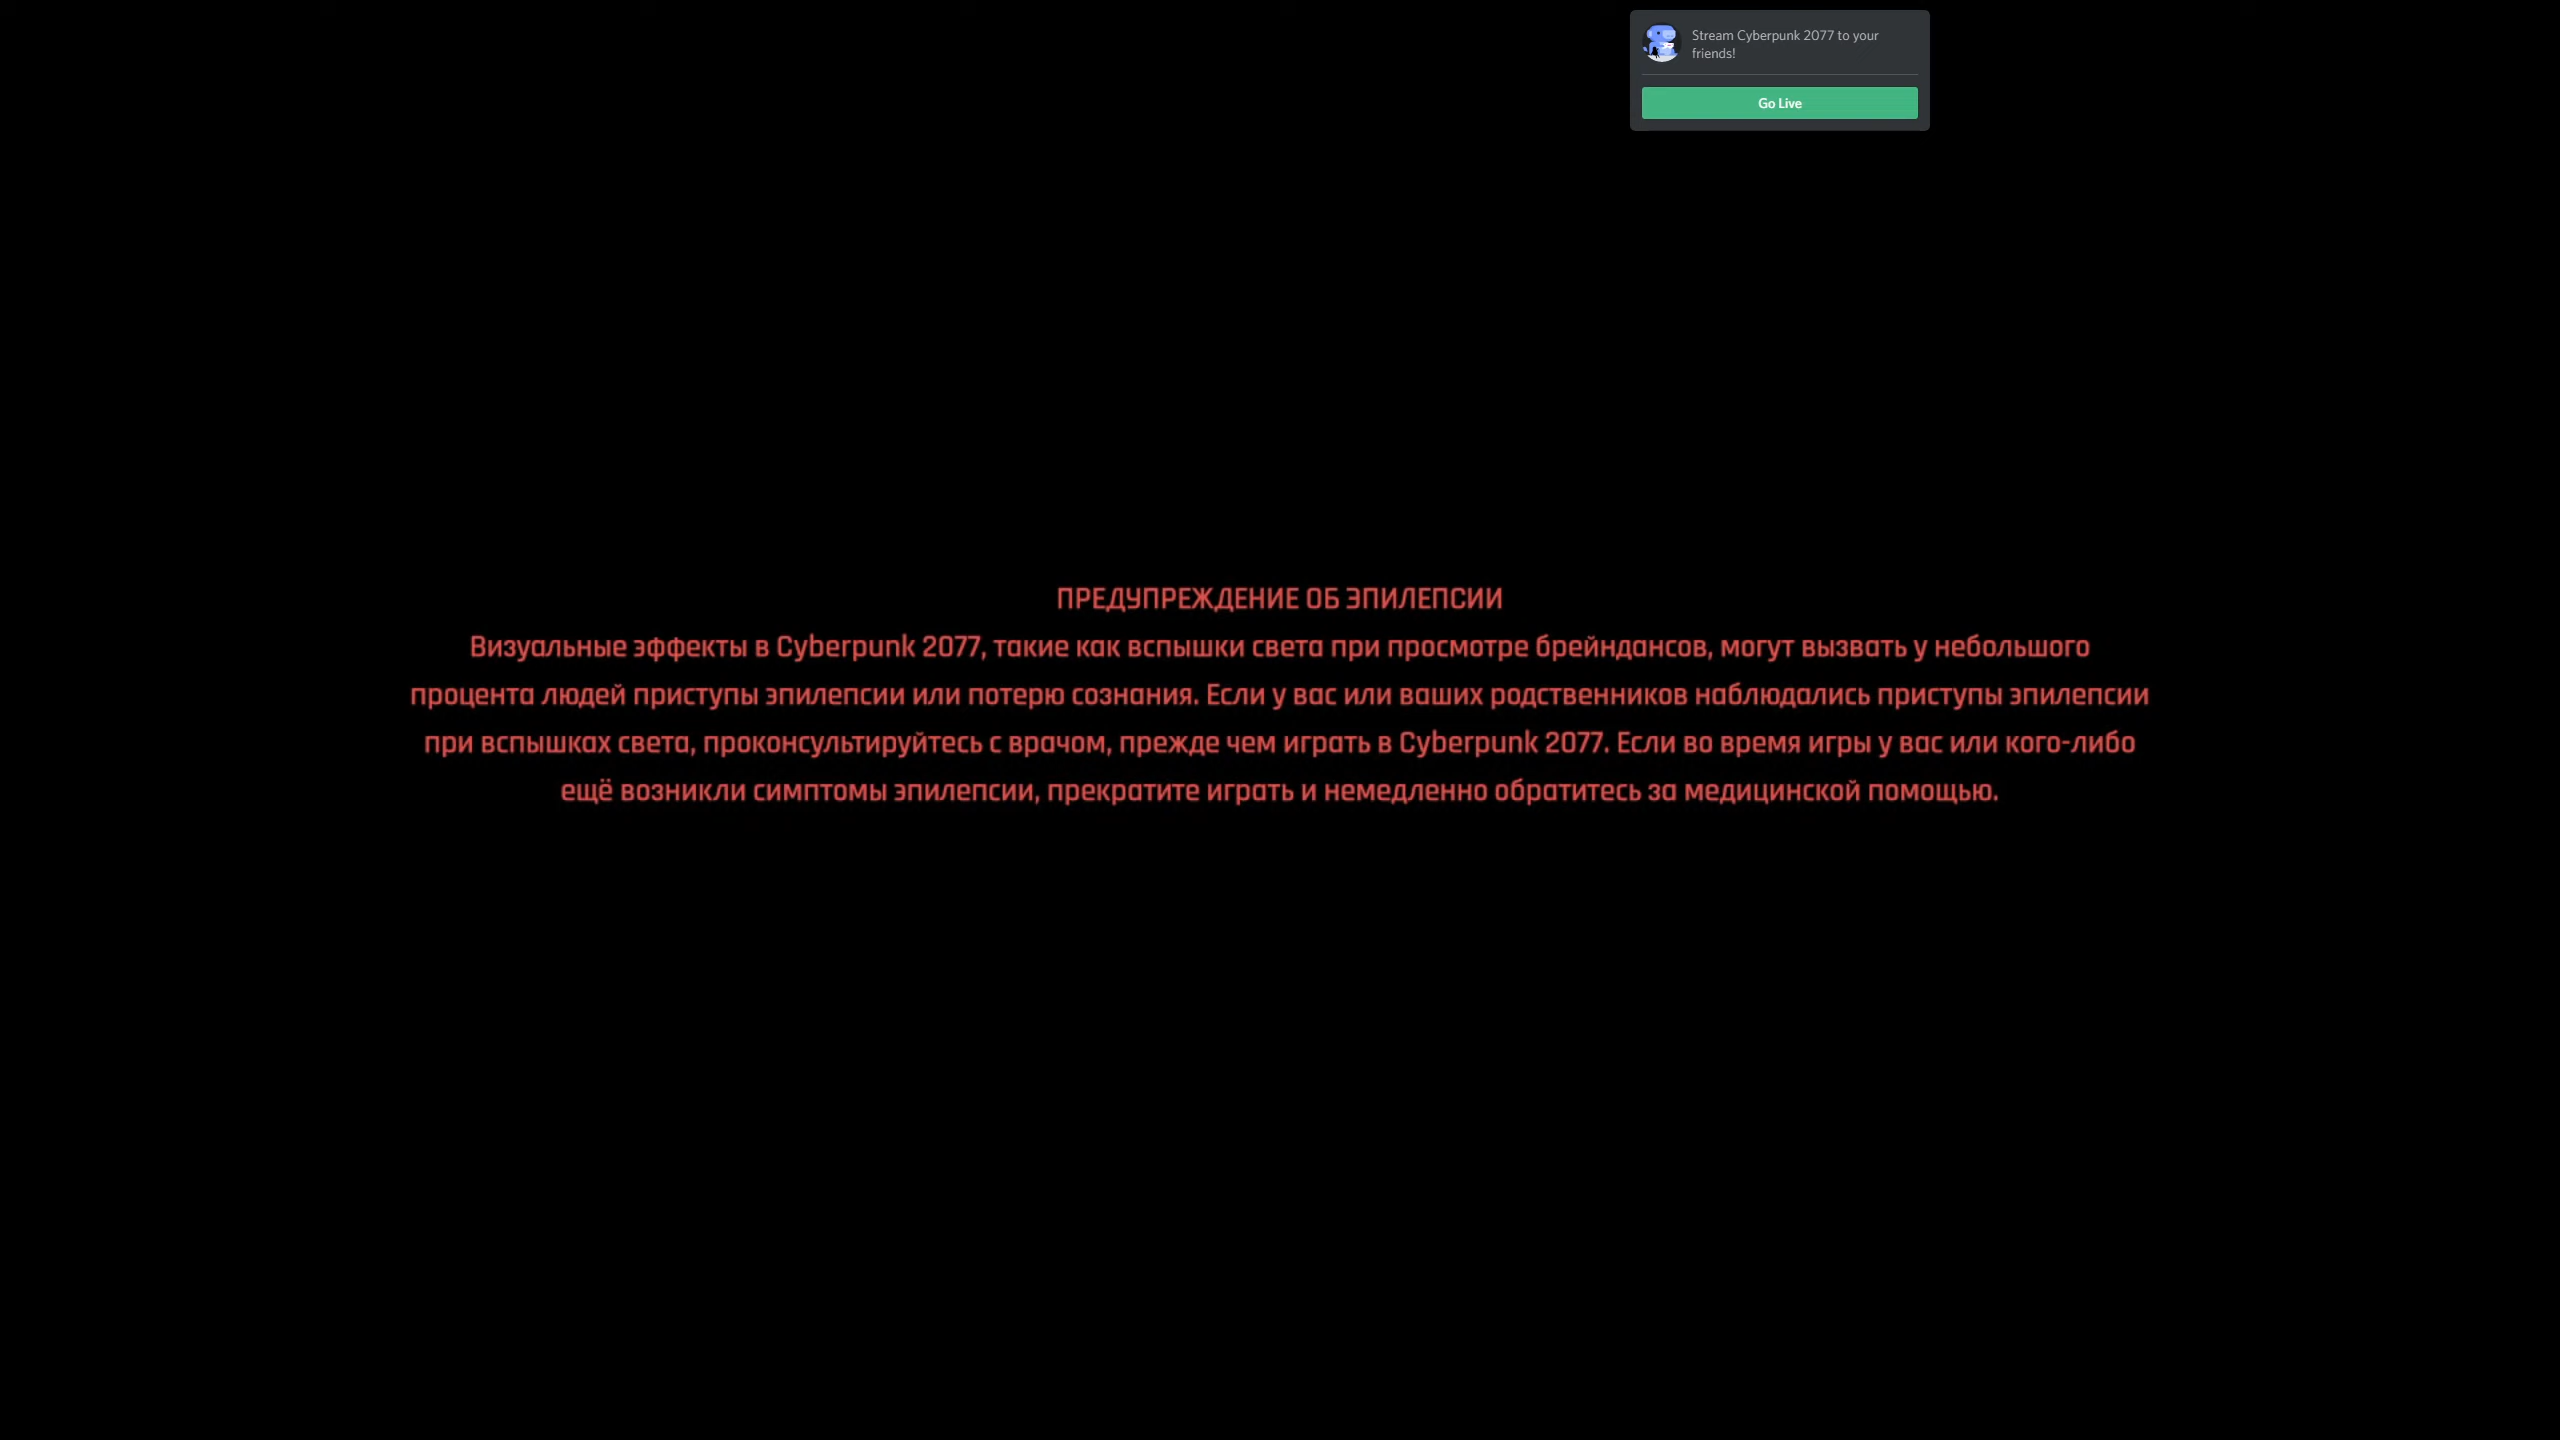 Stream Cyberpunk 2077 to your
friends!
Go Live
ПРЕДУПРЕЖДЕНИЕ ОБ ЭПИЛЕПСИИ
Визуальные эффекты в Cyberpunk 2077, такие как вспышки света при просмотре брейндансов, могут вызвать у небольшого
процента людей приступы эпилепсии или потерю сознания. Если у вас или ваших родственников наблюдались приступы эпилепсии
при вспышках света, проконсультируйтесь с врачом, прежде чем играть в Cyberpunk 2077. Если во время игры у вас или кого-либо
ещё возникли симптомы эпилепсии, прекратите играть и немедленно обратитесь за медицинской помощью.